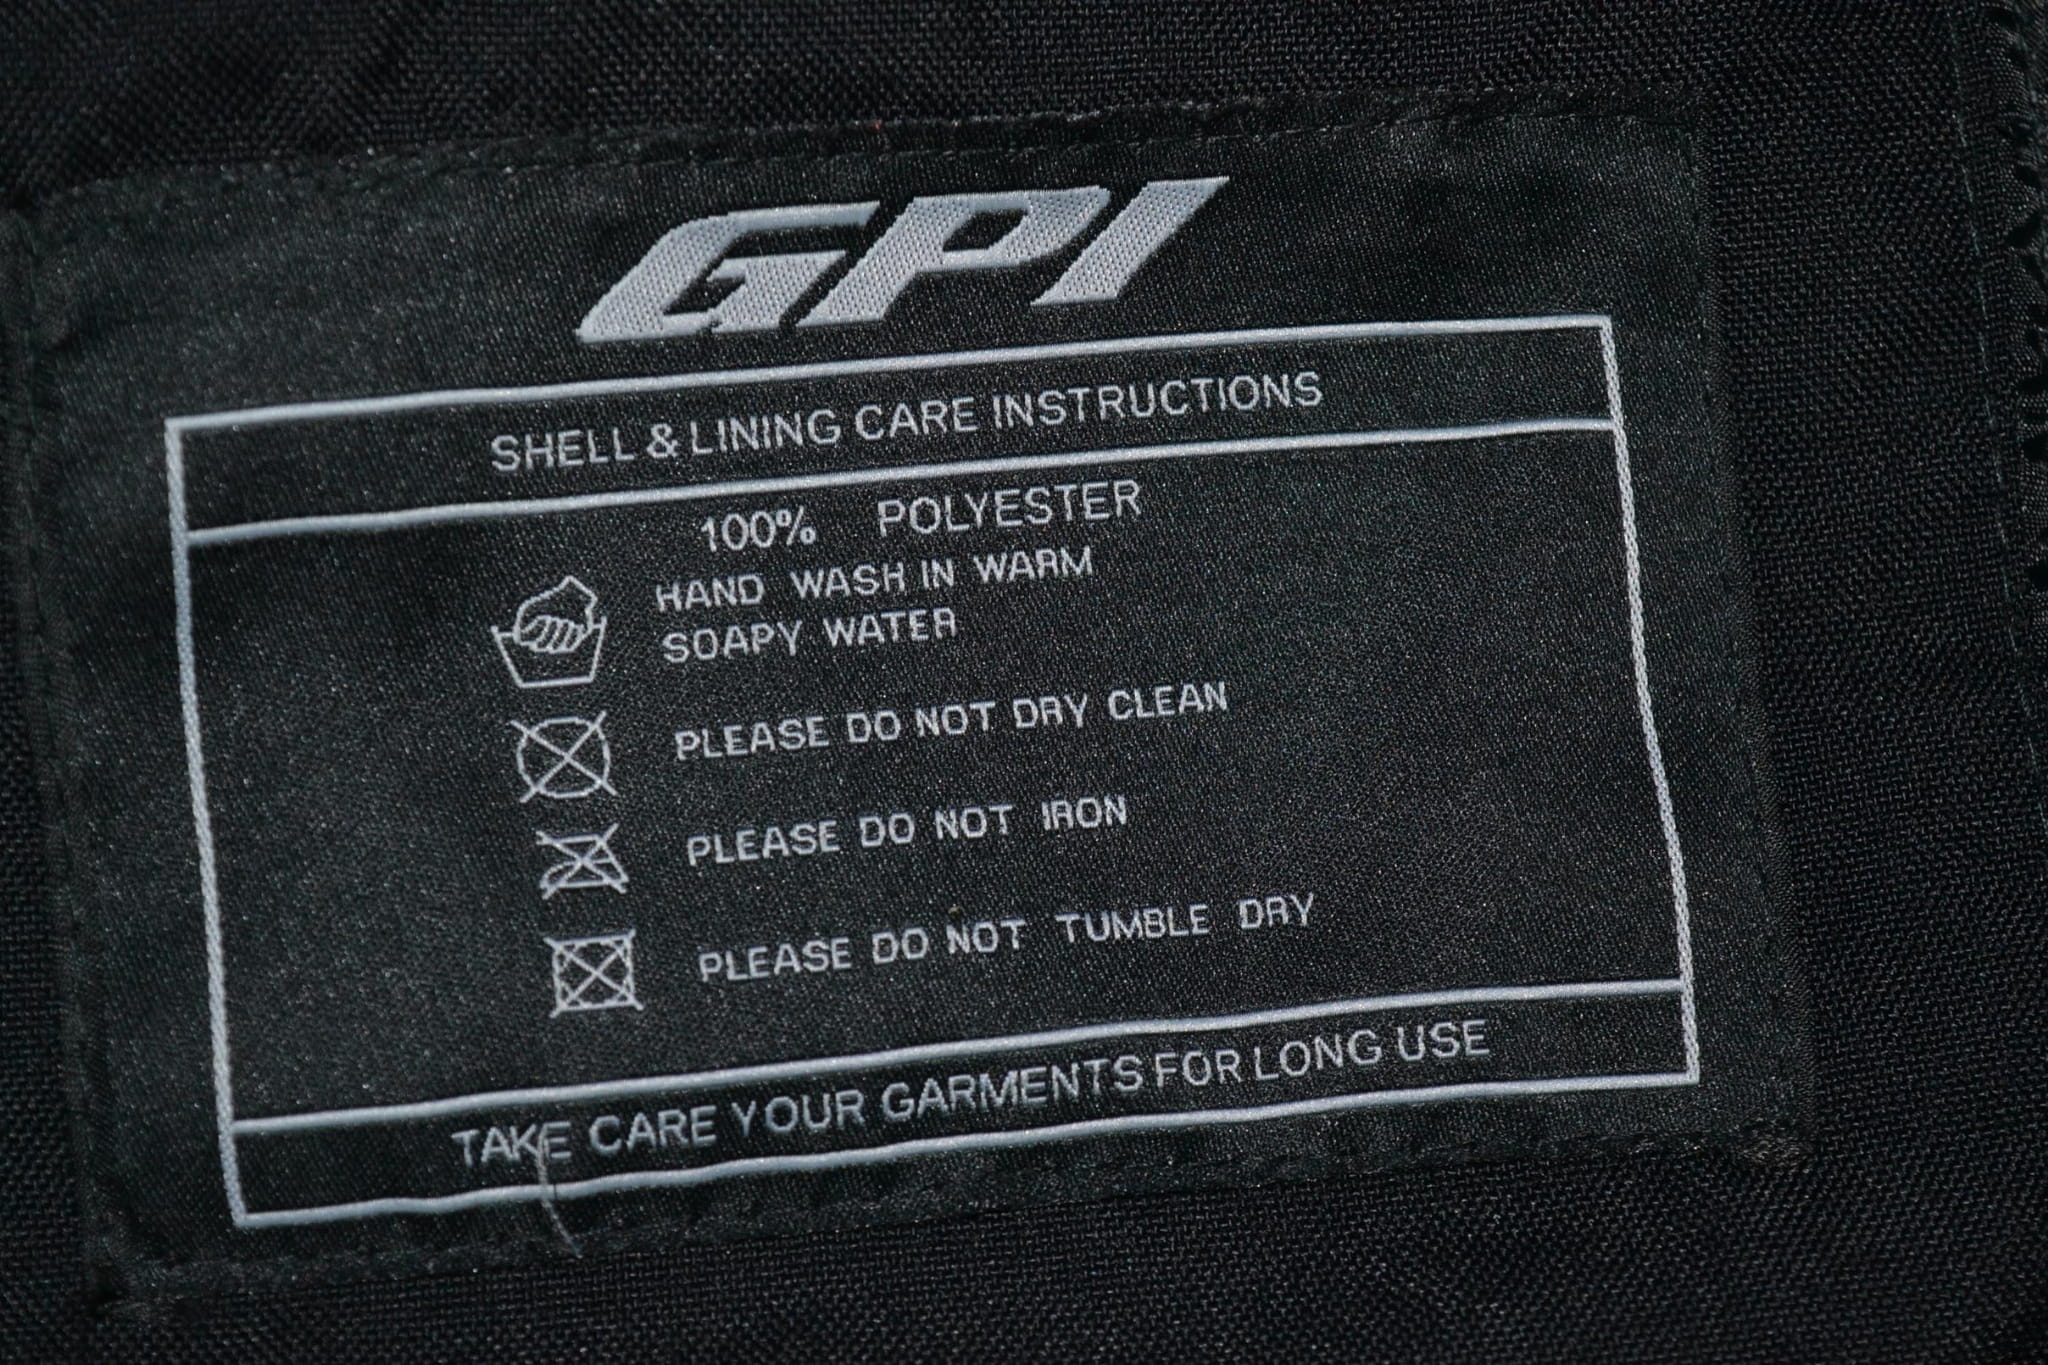 GPI
SHELL & LINING CARE INSTRUCTIONS
100% POLYESTER
HAND WASH IN WARM
SOAPY WATER
PLEASE DO NOT DRY CLEAN
PLEASE DO NOT IRON
PLEASE DO NOT TUMBLE DRY
TAKE CARE YOUR GARMENTS FOR LONG USE